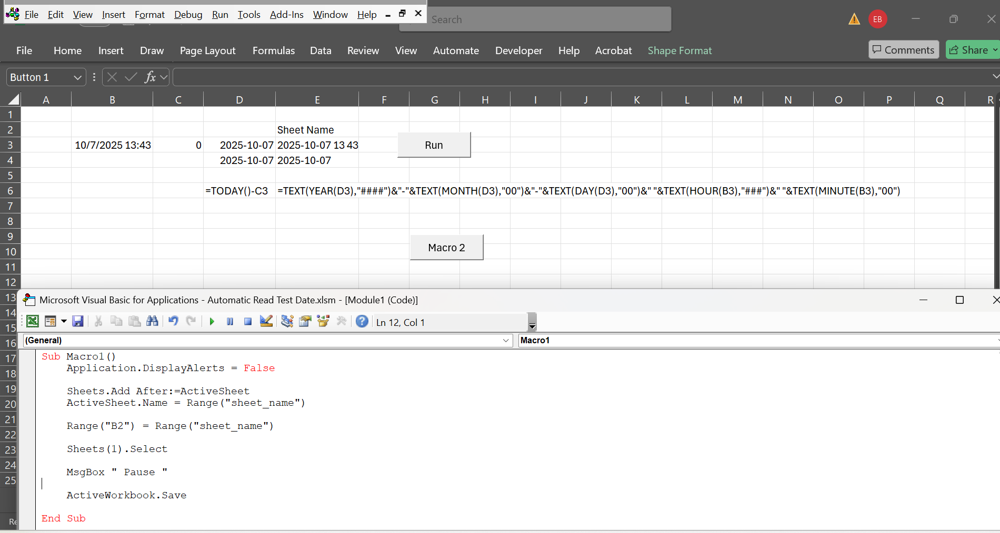 File Edit View Insert Format Debug Run Tools Add-Ins Window Help
Search
EB
File Home Insert Draw Page Layout Formulas Data Review View Automate Developer Help Acrobat Shape Format
Comments Share
Button 1 fx
A B C D E F G H I J K L M N O P Q R
1
2 Sheet Name
3 10/7/2025 13:43 0 2025-10-07 2025-10-07 13 43 Run
4 2025-10-07 2025-10-07
5
6 =TODAY()-C3 =TEXT(YEAR(D3),"####")&"-"&TEXT(MONTH(D3),"00")&"-"&TEXT(DAY(D3),"00")&" "&TEXT(HOUR(B3),"###")&" "&TEXT(MINUTE(B3),"00")
7
8
9
10 Macro 2
11
12
13 Microsoft Visual Basic for Applications - Automatic Read Test Date.xlsm - [Module1 (Code)]
14
15 Ln 12, Col 1
16 (General) Macro1
17 Sub Macro1()
18 Application.DisplayAlerts = False
19 Sheets.Add After:=ActiveSheet
20 ActiveSheet.Name = Range("sheet_name")
21
22 Range("B2") = Range("sheet_name")
23 Sheets(1).Select
24 MsgBox " Pause "
25
ActiveWorkbook.Save
End Sub
Re